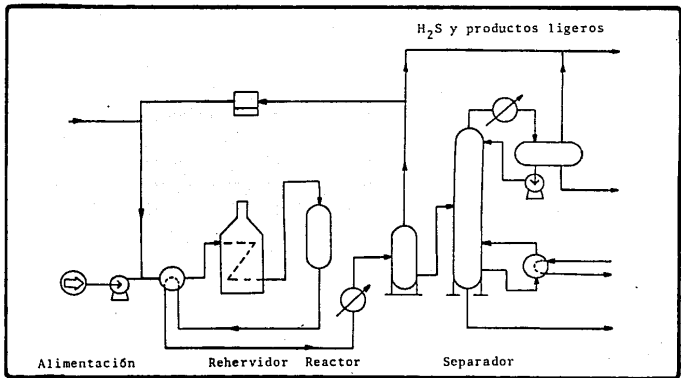 H₂S y productos ligeros
Alimentación
Rehervidor
Reactor
Separador